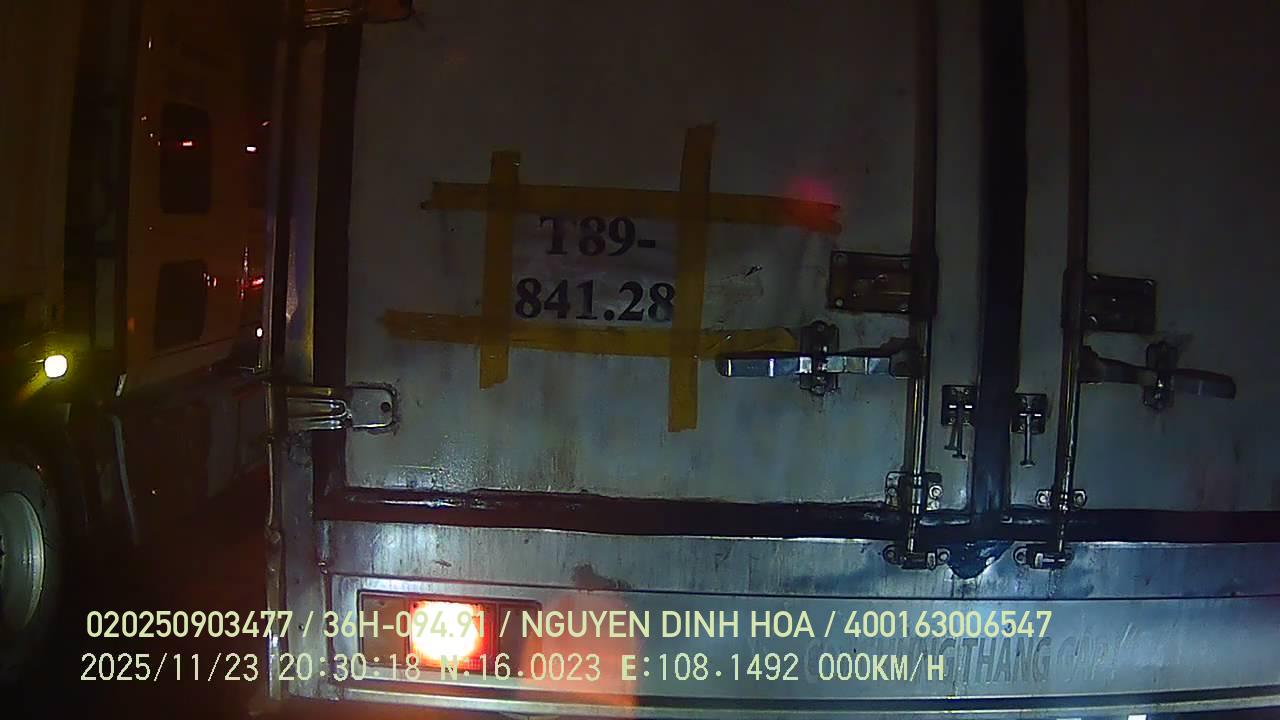 T89-
841.28
020250903477 / 36H-094.91 / NGUYEN DINH HOA / 400163006547
2025/11/23 20:30:18 N:16.0023 E:108.1492 000KM/H